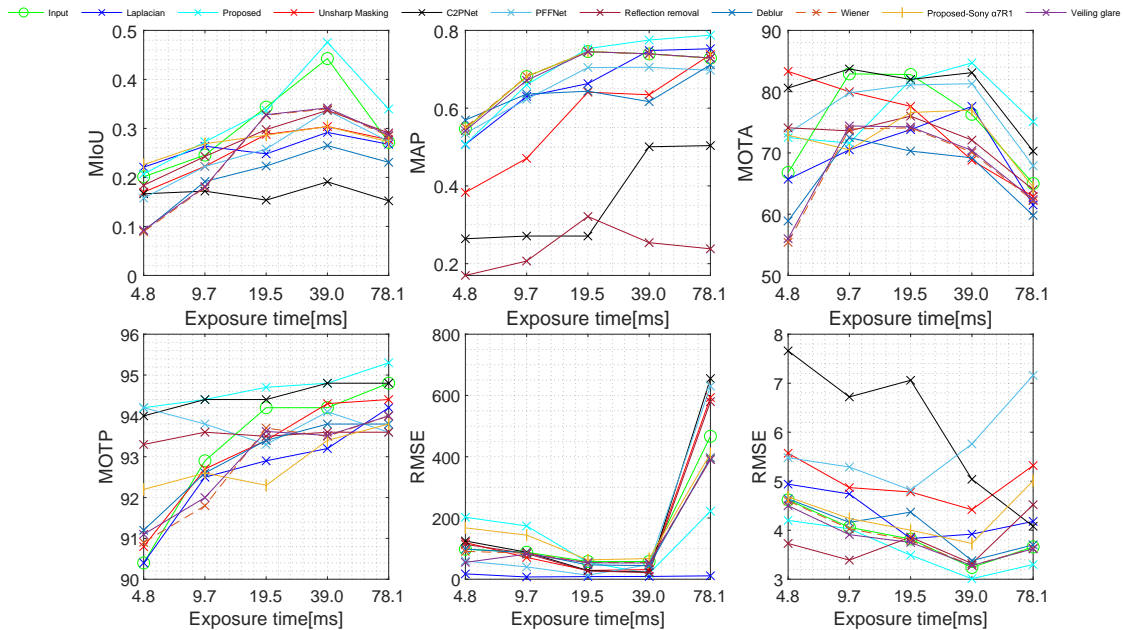 Input Laplacian Proposed Unsharp Masking C2PNet PFFNet Reflection removal Deblur Wiener Proposed-Sony α7R1 Veiling glare
0.5 0.8 90
0.4 80
0.3 0.6 70
0.2 0.4 60
0.1
0 0.2 50
MIoU MAP MOTA
4.8 9.7 19.5 39.0 78.1 4.8 9.7 19.5 39.0 78.1 4.8 9.7 19.5 39.0 78.1
Exposure time[ms] Exposure time[ms] Exposure time[ms]
96 800 8
95 7
94 600 6
93 400 5
92 200 4
91
90 0 3
MOTP RMSE RMSE
4.8 9.7 19.5 39.0 78.1 4.8 9.7 19.5 39.0 78.1 4.8 9.7 19.5 39.0 78.1
Exposure time[ms] Exposure time[ms] Exposure time[ms]